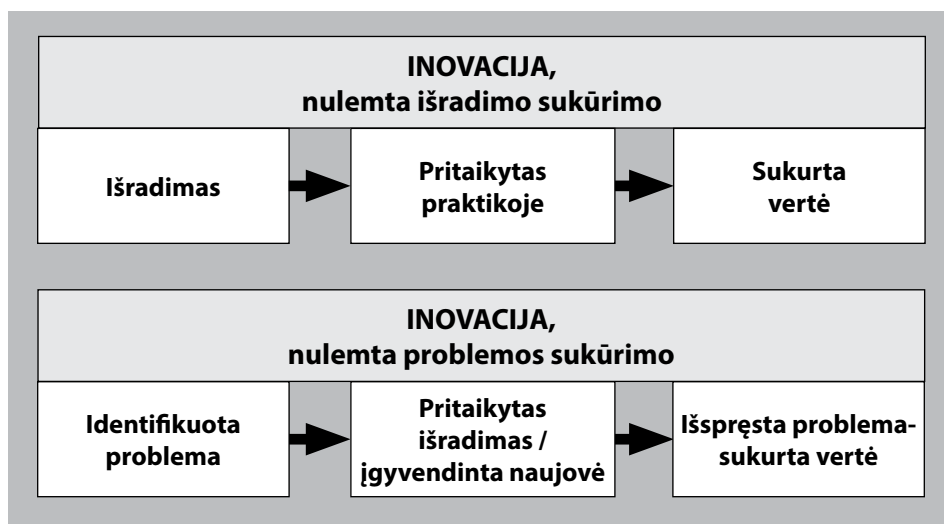 INOVACIJA,
nulemta išradimo sukūrimo
Išradimas
Pritaikytas
praktikoje
Sukurta
vertė
INOVACIJA,
nulemta problemos sukūrimo
Identifikuota
problema
Pritaikytas
išradimas /
įgyvendinta naujovė
Išspręsta problema-
sukurta vertė